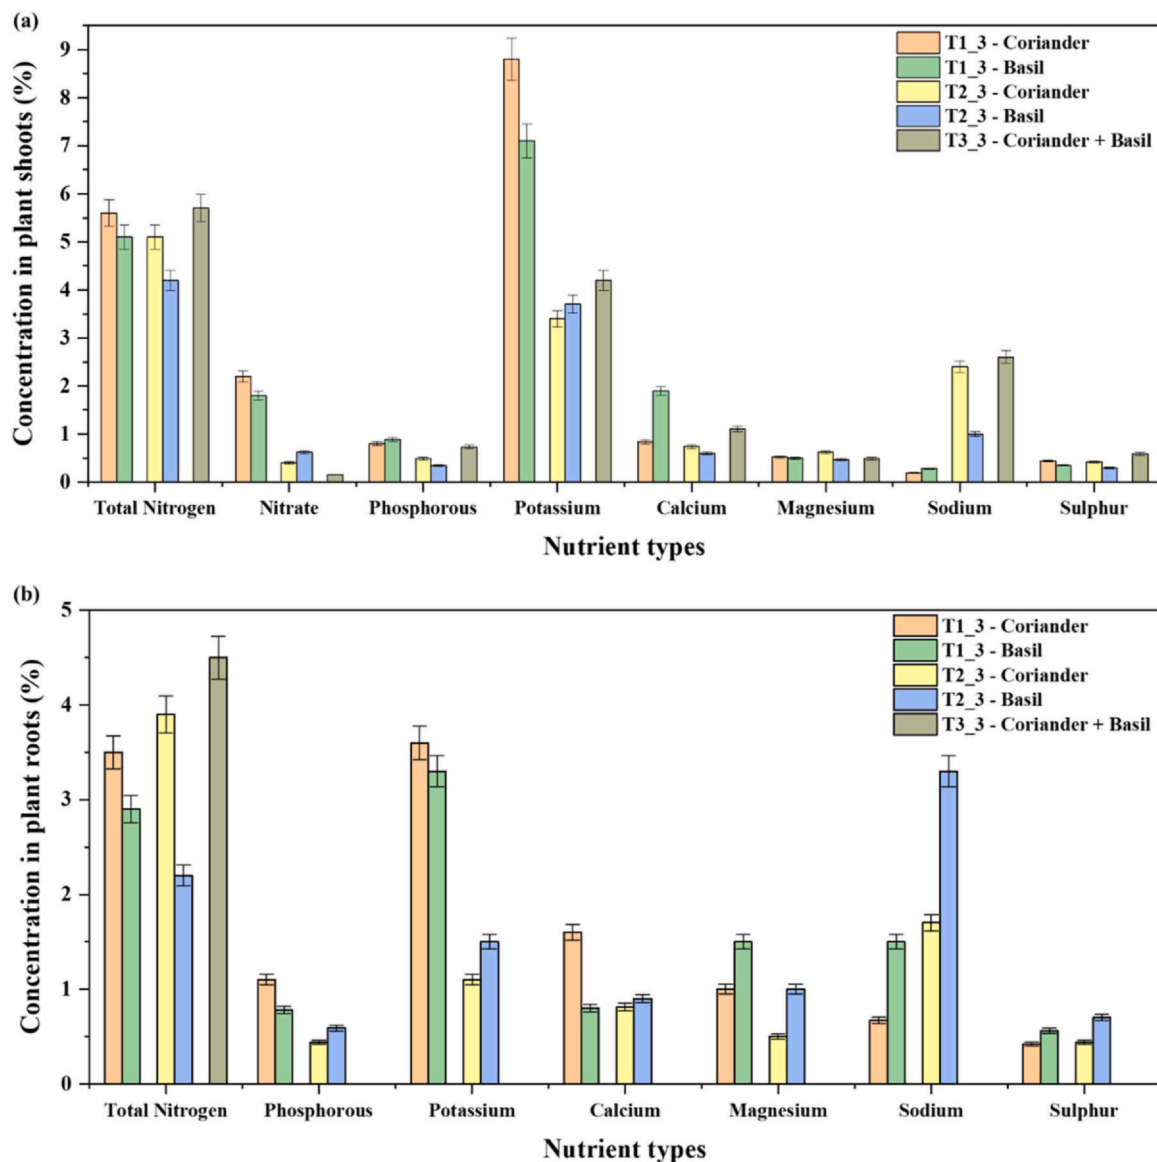 (a)
Concentration in plant shoots (%)
9
8
7
6
5
4
3
2
1
0
T1_3 - Coriander
T1_3 - Basil
T2_3 - Coriander
T2_3 - Basil
T3_3 - Coriander + Basil
Total Nitrogen Nitrate Phosphorous Potassium Calcium Magnesium Sodium Sulphur
Nutrient types
(b)
Concentration in plant roots (%)
5
4
3
2
1
0
T1_3 - Coriander
T1_3 - Basil
T2_3 - Coriander
T2_3 - Basil
T3_3 - Coriander + Basil
Total Nitrogen Phosphorous Potassium Calcium Magnesium Sodium Sulphur
Nutrient types